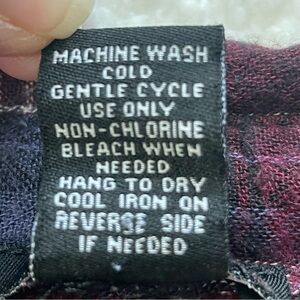 MACHINE WASH
COLD
GENTLE CYCLE
USE ONLY
NON-CHLORINE
BLEACH WHEN
NEEDED
HANG TO DRY
COOL IRON ON
REVERSE SIDE
IF NEEDED